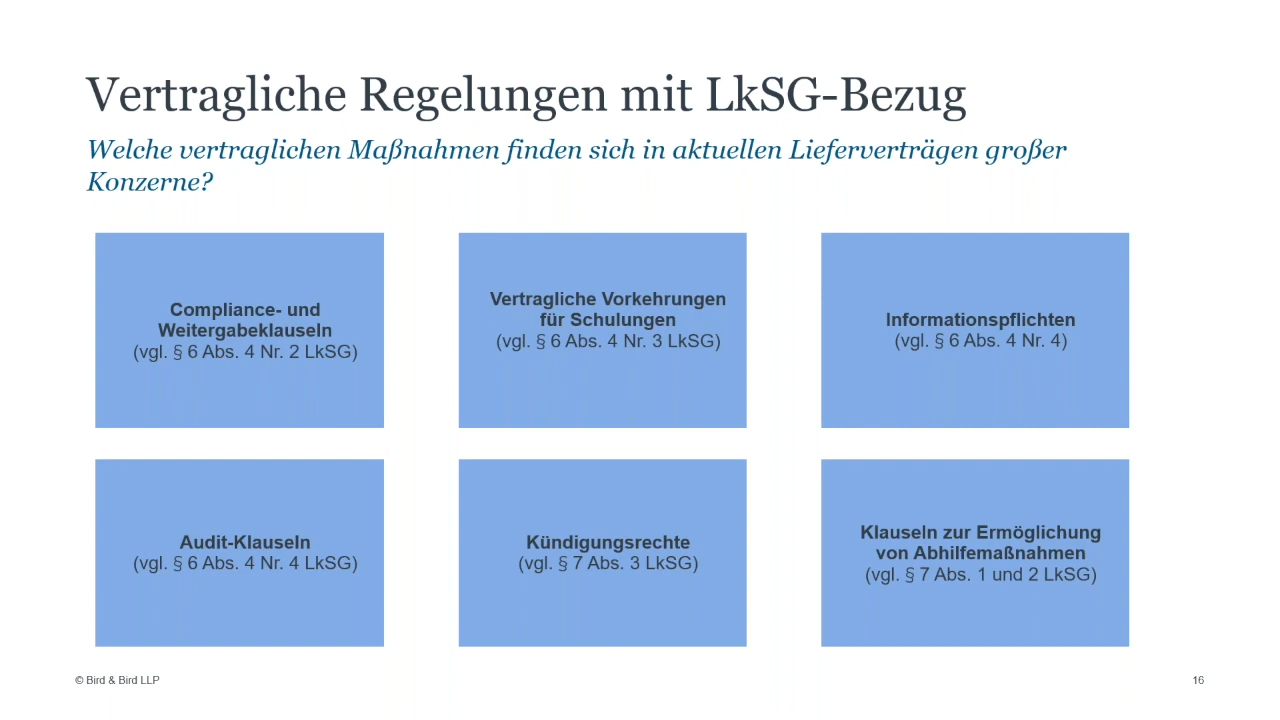 Vertragliche Regelungen mit LkSG-Bezug
Welche vertraglichen Maßnahmen finden sich in aktuellen Lieferverträgen großer
Konzerne?
Compliance- und
Weitergabeklauseln
(vgl. § 6 Abs. 4 Nr. 2 LkSG)
Vertragliche Vorkehrungen
für Schulungen
(vgl. § 6 Abs. 4 Nr. 3 LkSG)
Informationspflichten
(vgl. § 6 Abs. 4 Nr. 4)
Audit-Klauseln
(vgl. § 6 Abs. 4 Nr. 4 LkSG)
Kündigungsrechte
(vgl. § 7 Abs. 3 LkSG)
Klauseln zur Ermöglichung
von Abhilfemaßnahmen
(vgl. § 7 Abs. 1 und 2 LkSG)
© Bird & Bird LLP
16